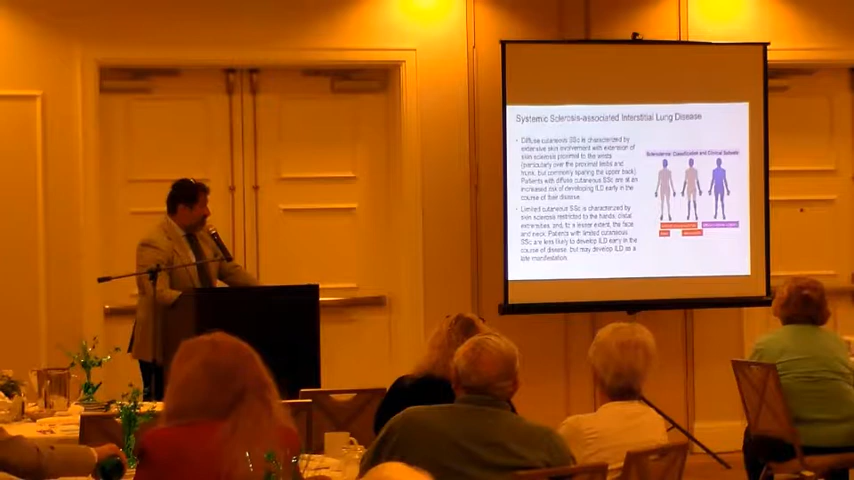 Systemic Sclerosis-associated Interstitial Lung Disease
• Diffuse cutaneous SSc is characterized by
extensive skin involvement with extension of
skin sclerosis proximal to the wrists
(particularly over the proximal limbs and
trunk, but commonly sparing the upper back).
Patients with diffuse cutaneous SSc are at an
increased risk of developing ILD early in the
course of their disease.
• Limited cutaneous SSc is characterized by
skin sclerosis restricted to the hands, distal
extremities, and, to a lesser extent, the face
and neck. Patients with limited cutaneous
SSc are less likely to develop ILD early in the
course of disease, but may develop ILD as a
late manifestation.
Scleroderma: Classification and Clinical Subsets